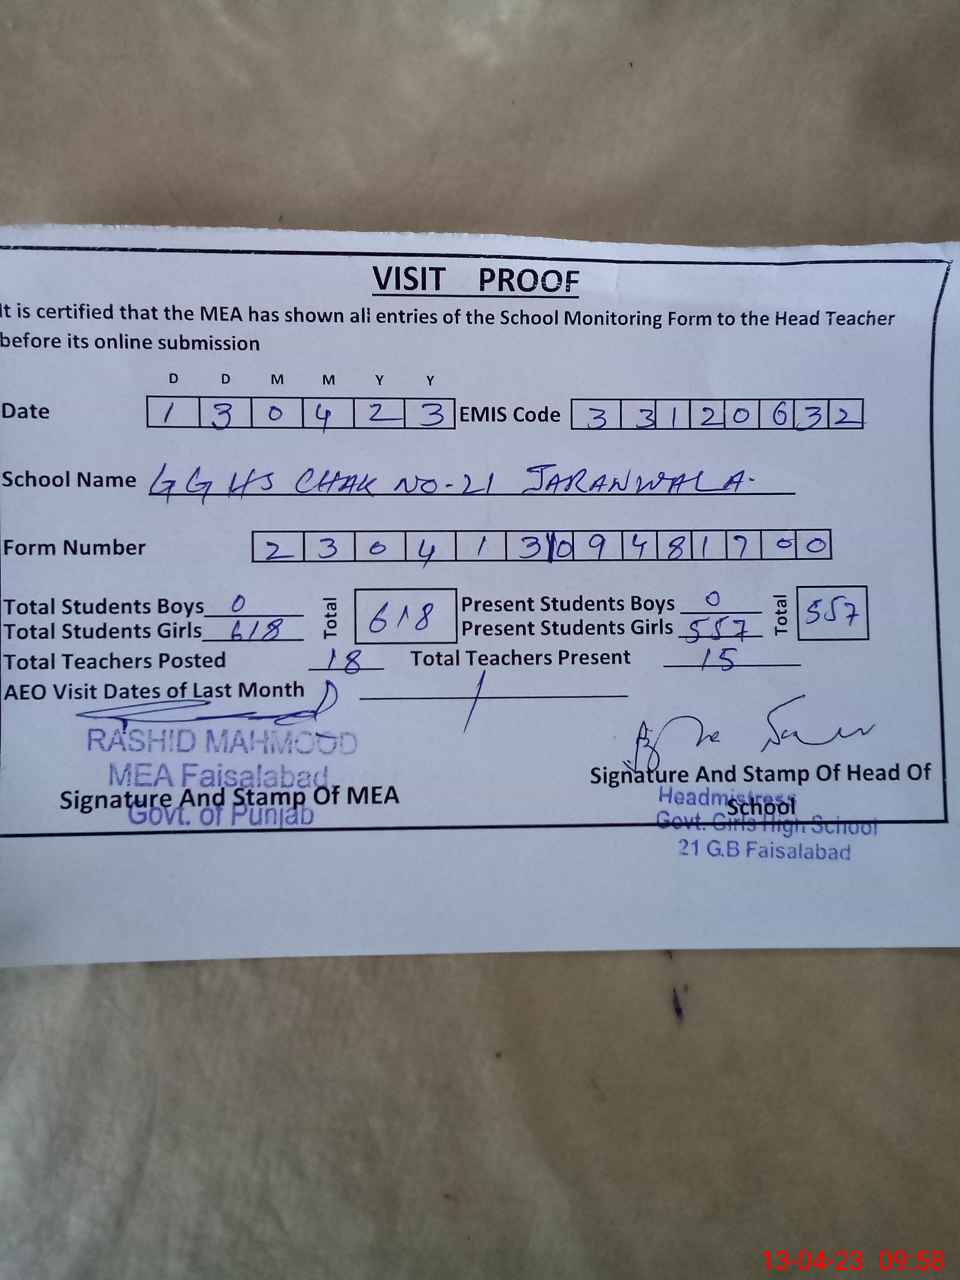 VISIT PROOF
It is certified that the MEA has shown all entries of the School Monitoring Form to the Head Teacher
before its online submission
D D M M Y Y
Date 1 3 0 4 2 3 EMIS Code 3 3 1 2 0 6 3 2
School Name GGHS CHAK NO-21 JARANWALA.
Form Number 2 3 0 4 1 3 0 9 4 8 1 7 0 0
Total Students Boys 0 Total 618 Present Students Boys 0 Total 557
Total Students Girls 618 Present Students Girls 557
Total Teachers Posted 18 Total Teachers Present 15
AEO Visit Dates of Last Month /
RASHID MAHMOOD
MEA Faisalabad
Signature And Stamp Of MEA
Govt. of Punjab
Signature And Stamp Of Head Of
School
Headmistress
Govt. Girls High School
21 G.B Faisalabad
13-04-23 09:58